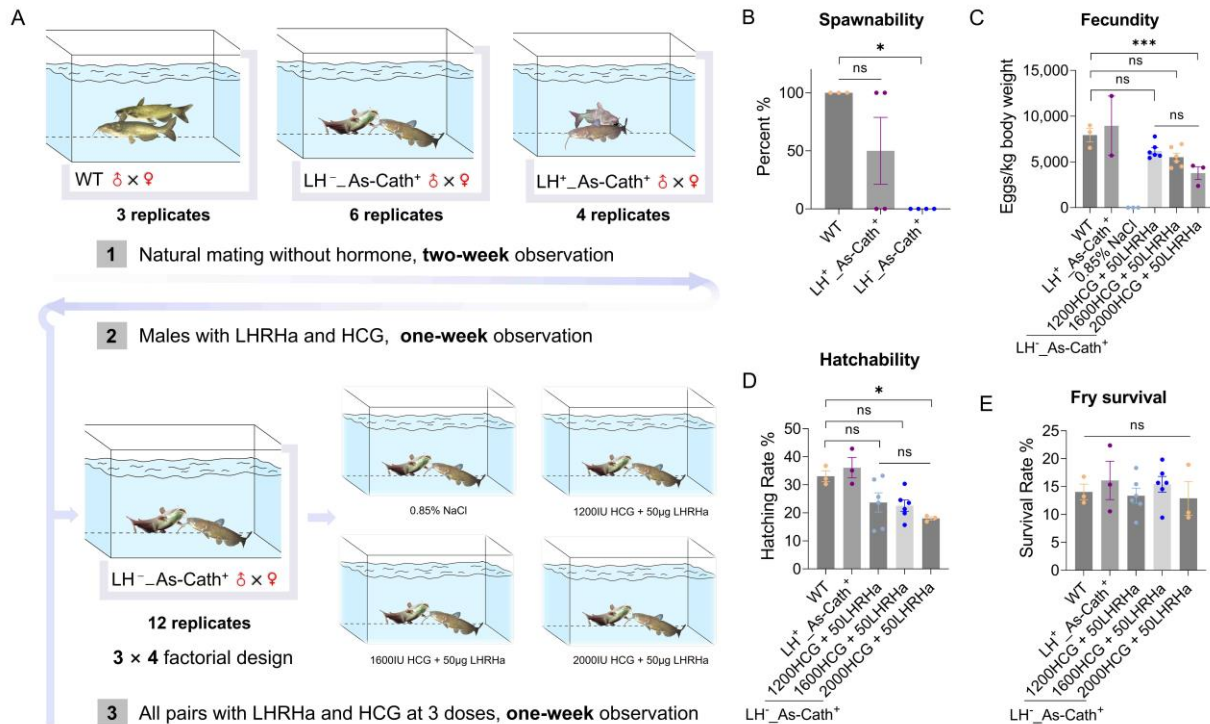 A
WT ♂ × ♀
3 replicates
LH⁻_As-Cath⁺ ♂ × ♀
6 replicates
LH⁺_As-Cath⁺ ♂ × ♀
4 replicates
1 Natural mating without hormone, two-week observation
2 Males with LHRHa and HCG, one-week observation
LH⁻_As-Cath⁺ ♂ × ♀
12 replicates
3 × 4 factorial design
0.85% NaCl
1200IU HCG + 50μg LHRHa
1600IU HCG + 50μg LHRHa
2000IU HCG + 50μg LHRHa
3 All pairs with LHRHa and HCG at 3 doses, one-week observation
B
Spawnability
*
ns
Percent %
100
50
0
WT
LH⁺_As-Cath⁺
LH⁻_As-Cath⁺
C
Fecundity
***
ns
ns
ns
Eggs/kg body weight
15,000
10,000
5,000
0
WT
LH⁺_As-Cath⁺
0.85% NaCl
1200HCG + 50LHRHa
1600HCG + 50LHRHa
2000HCG + 50LHRHa
LH⁻_As-Cath⁺
D
Hatchability
*
ns
ns
ns
Hatching Rate %
50
40
30
20
10
0
WT
LH⁺_As-Cath⁺
1200HCG + 50LHRHa
1600HCG + 50LHRHa
2000HCG + 50LHRHa
LH⁻_As-Cath⁺
E
Fry survival
ns
Survival Rate %
25
20
15
10
5
0
WT
LH⁺_As-Cath⁺
1200HCG + 50LHRHa
1600HCG + 50LHRHa
2000HCG + 50LHRHa
LH⁻_As-Cath⁺